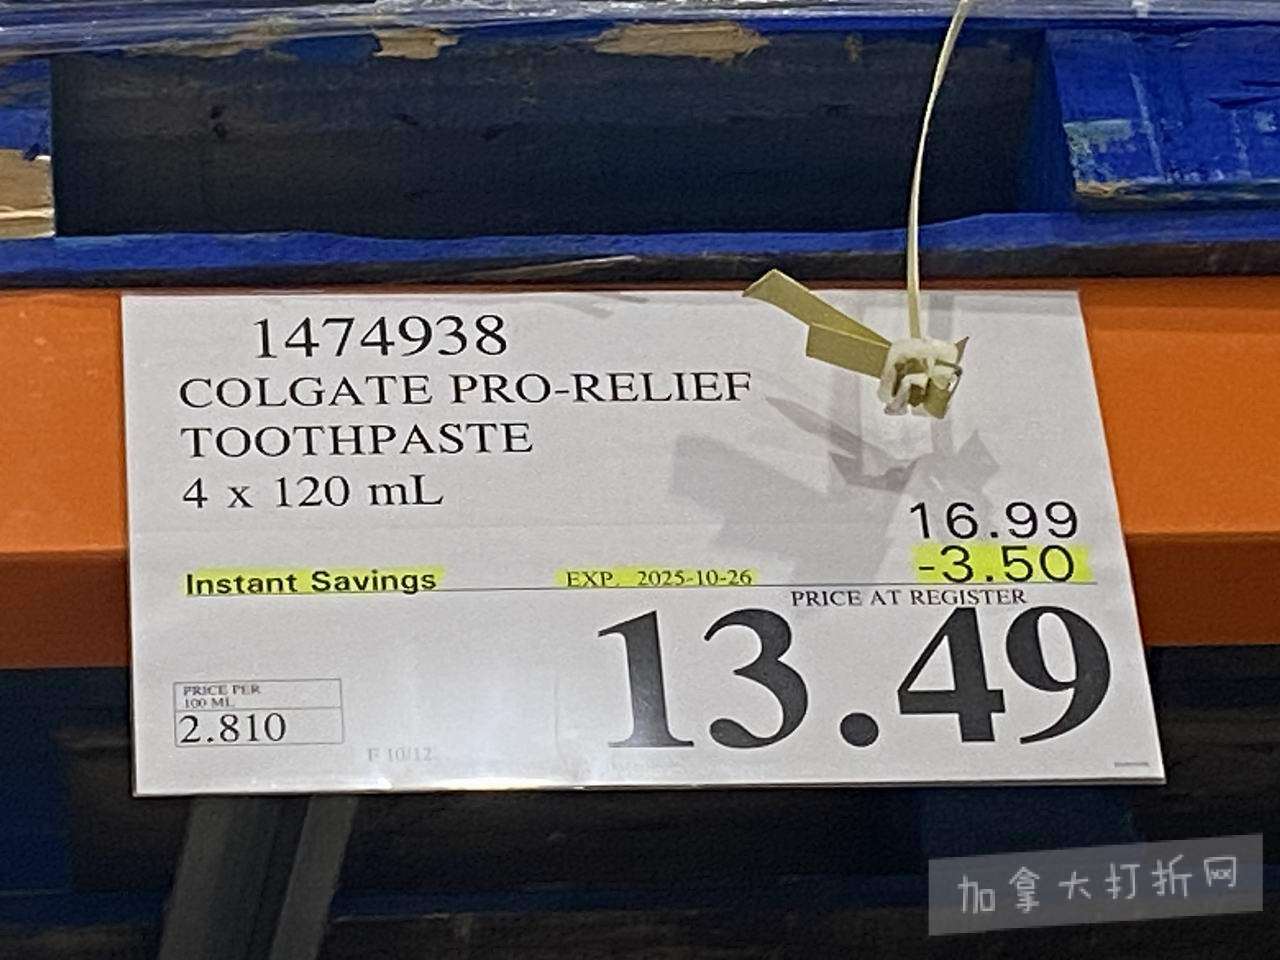 1474938
COLGATE PRO-RELIEF
TOOTHPASTE
4 x 120 mL
16.99
-3.50
Instant Savings EXP. 2025-10-26
PRICE AT REGISTER
13.49
PRICE PER
100 ML
2.810
F 10/12
加拿大打折网